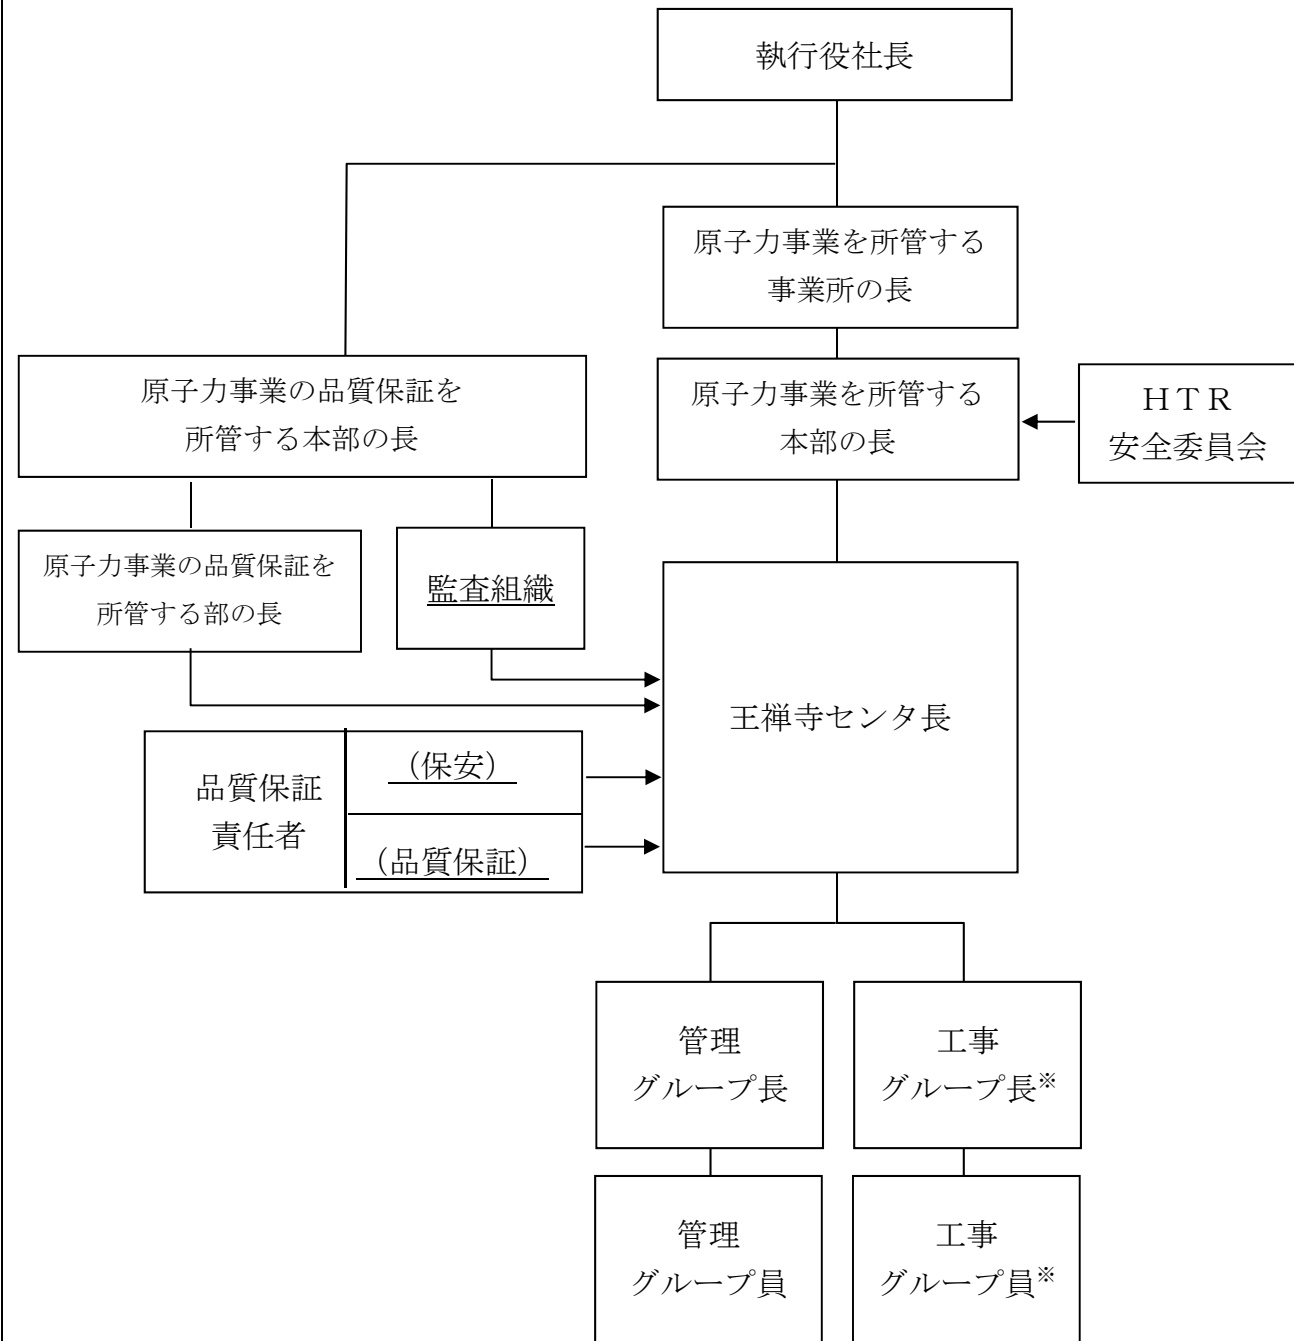 執行役社長
原子力事業を所管する
事業所の長
原子力事業の品質保証を
所管する本部の長
原子力事業を所管する
本部の長
ＨＴＲ
安全委員会
原子力事業の品質保証を
所管する部の長
監査組織
王禅寺センタ長
品質保証
責任者
（保安）
（品質保証）
管理
グループ長
工事
グループ長※
管理
グループ員
工事
グループ員※